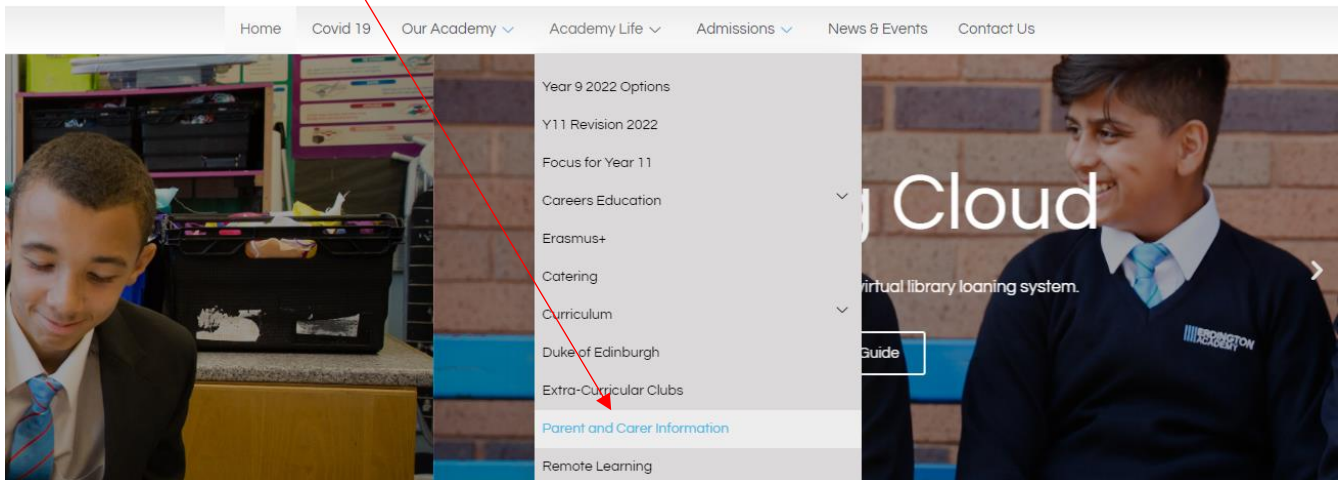 Home Covid 19 Our Academy Academy Life Admissions News & Events Contact Us
Year 9 2022 Options
Y11 Revision 2022
Focus for Year 11
Careers Education
Erasmus+
Catering
Curriculum
Duke of Edinburgh
Extra-Curricular Clubs
Parent and Carer Information
Remote Learning
Cloud
virtual library loaning system.
Guide
ERDINGTON
ACADEMY